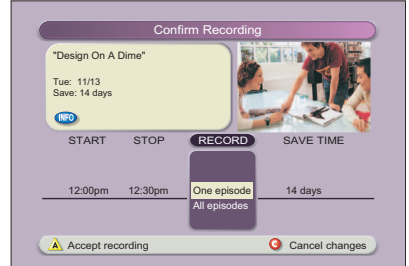 Confirm Recording
"Design On A Dime"
Tue: 11/13
Save: 14 days
INFO
START STOP RECORD SAVE TIME
12:00pm 12:30pm One episode 14 days
All episodes
A Accept recording C Cancel changes